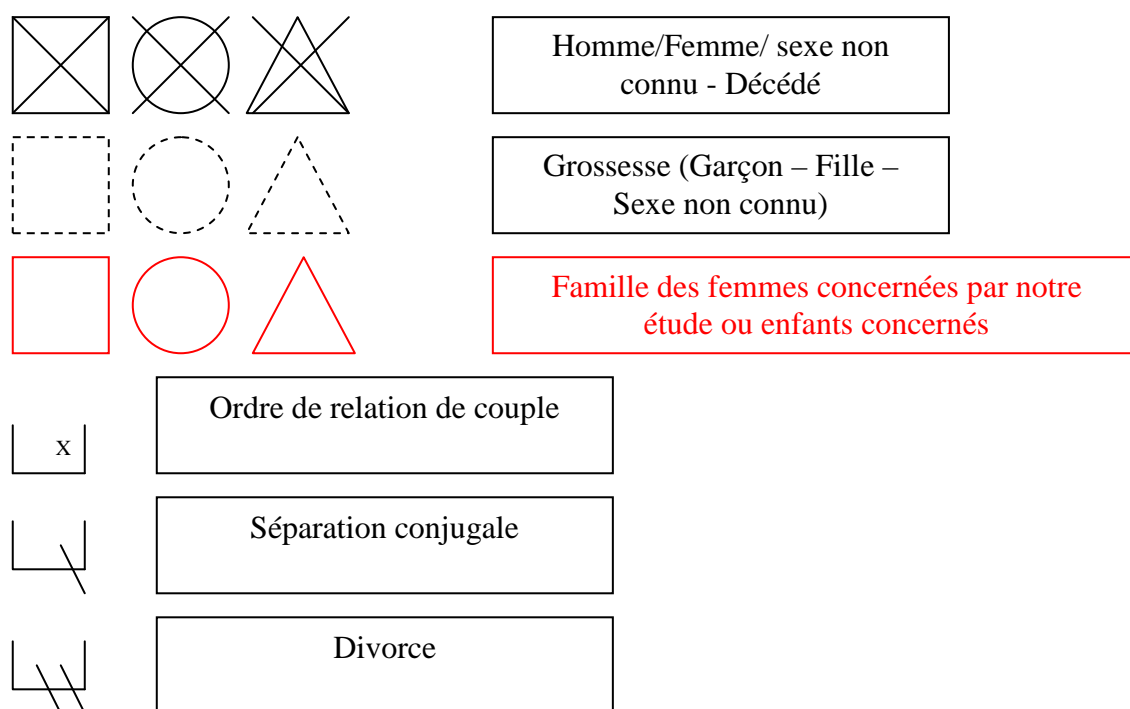 Homme/Femme/ sexe non
connu - Décédé
Grossesse (Garçon – Fille –
Sexe non connu)
Famille des femmes concernées par notre
étude ou enfants concernés
Ordre de relation de couple
x
Séparation conjugale
Divorce